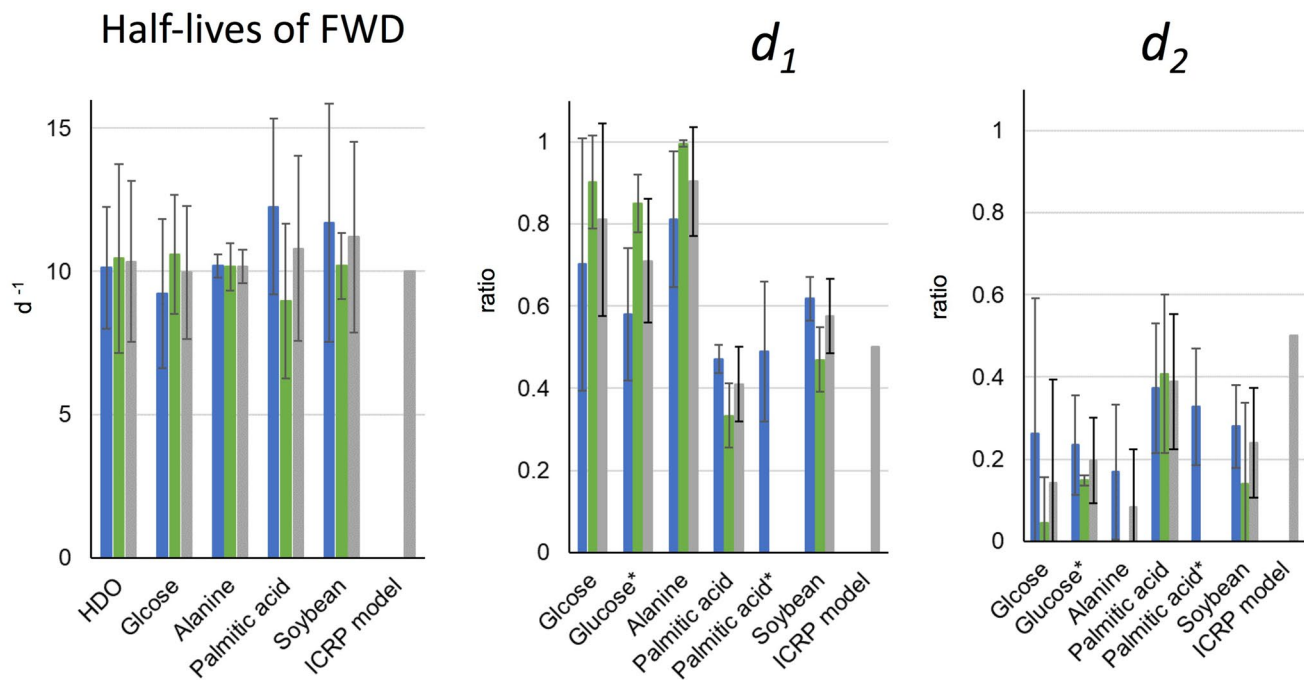 Half-lives of FWD
d -1
15
10
5
0
HDO
Glcose
Alanine
Palmitic acid
Soybean
ICRP model
d1
ratio
1
0.8
0.6
0.4
0.2
0
Glcose
Glucose*
Alanine
Palmitic acid
Palmitic acid*
Soybean
ICRP model
d2
ratio
1
0.8
0.6
0.4
0.2
0
Glcose
Glucose*
Alanine
Palmitic acid
Palmitic acid*
Soybean
ICRP model